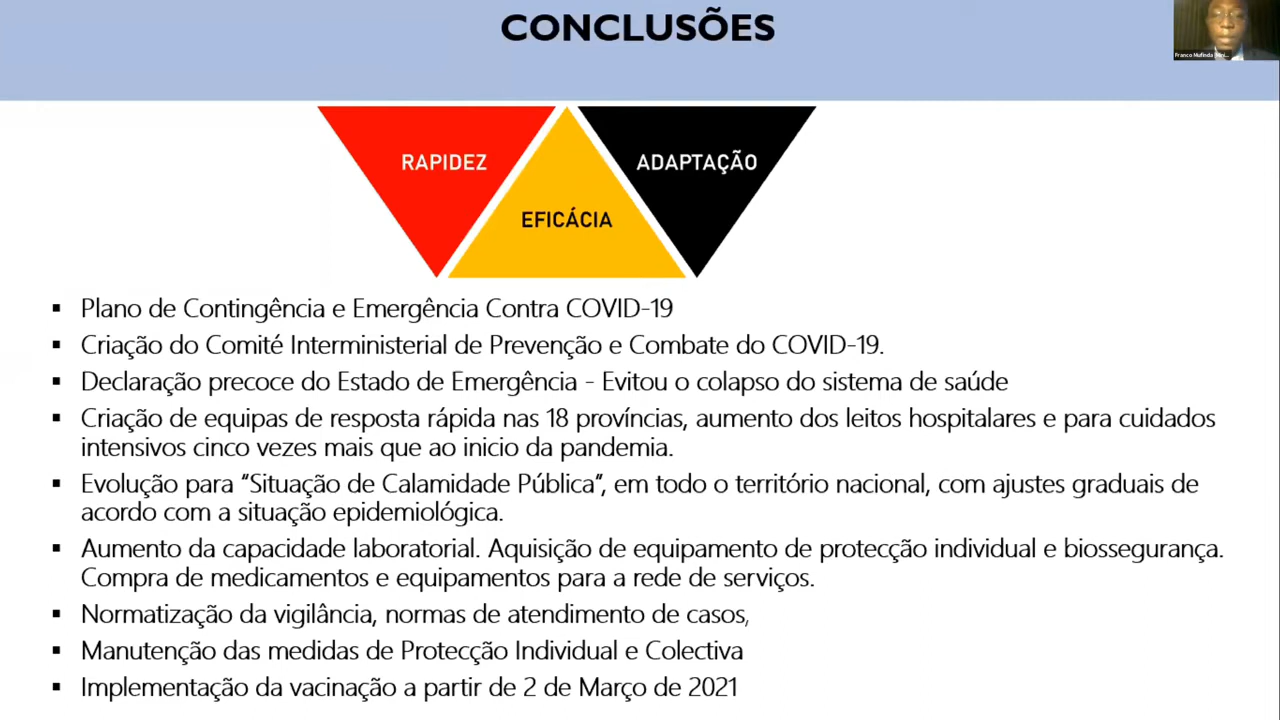 CONCLUSÕES
Franco Mufinda
RAPIDEZ
ADAPTAÇÃO
EFICÁCIA
▪ Plano de Contingência e Emergência Contra COVID-19
▪ Criação do Comité Interministerial de Prevenção e Combate do COVID-19.
▪ Declaração precoce do Estado de Emergência - Evitou o colapso do sistema de saúde
▪ Criação de equipas de resposta rápida nas 18 províncias, aumento dos leitos hospitalares e para cuidados
intensivos cinco vezes mais que ao inicio da pandemia.
▪ Evolução para “Situação de Calamidade Pública”, em todo o território nacional, com ajustes graduais de
acordo com a situação epidemiológica.
▪ Aumento da capacidade laboratorial. Aquisição de equipamento de protecção individual e biossegurança.
Compra de medicamentos e equipamentos para a rede de serviços.
▪ Normatização da vigilância, normas de atendimento de casos,
▪ Manutenção das medidas de Protecção Individual e Colectiva
▪ Implementação da vacinação a partir de 2 de Março de 2021